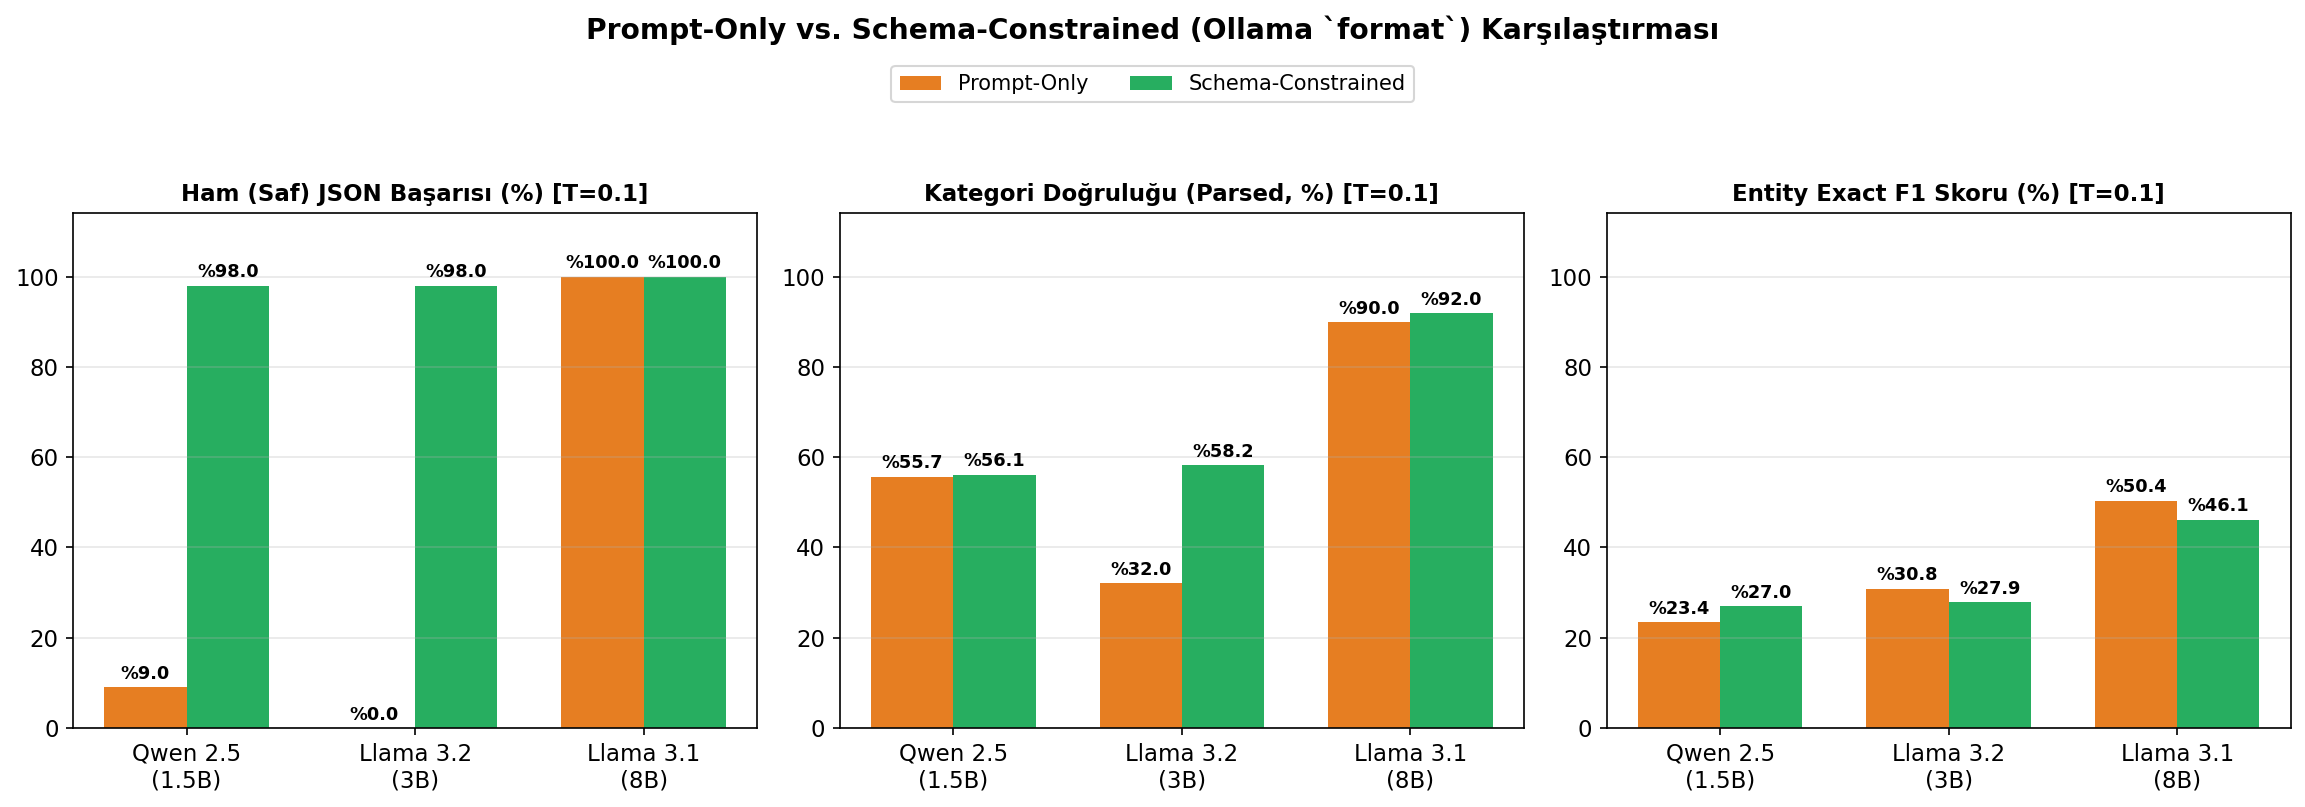 Prompt-Only vs. Schema-Constrained (Ollama `format`) Karşılaştırması
Prompt-Only
Schema-Constrained
Ham (Saf) JSON Başarısı (%) [T=0.1]
100
80
60
40
20
0
%9.0
%98.0
%0.0
%98.0
%100.0
%100.0
Qwen 2.5
(1.5B)
Llama 3.2
(3B)
Llama 3.1
(8B)
Kategori Doğruluğu (Parsed, %) [T=0.1]
100
80
60
40
20
0
%55.7
%56.1
%32.0
%58.2
%90.0
%92.0
Qwen 2.5
(1.5B)
Llama 3.2
(3B)
Llama 3.1
(8B)
Entity Exact F1 Skoru (%) [T=0.1]
100
80
60
40
20
0
%23.4
%27.0
%30.8
%27.9
%50.4
%46.1
Qwen 2.5
(1.5B)
Llama 3.2
(3B)
Llama 3.1
(8B)